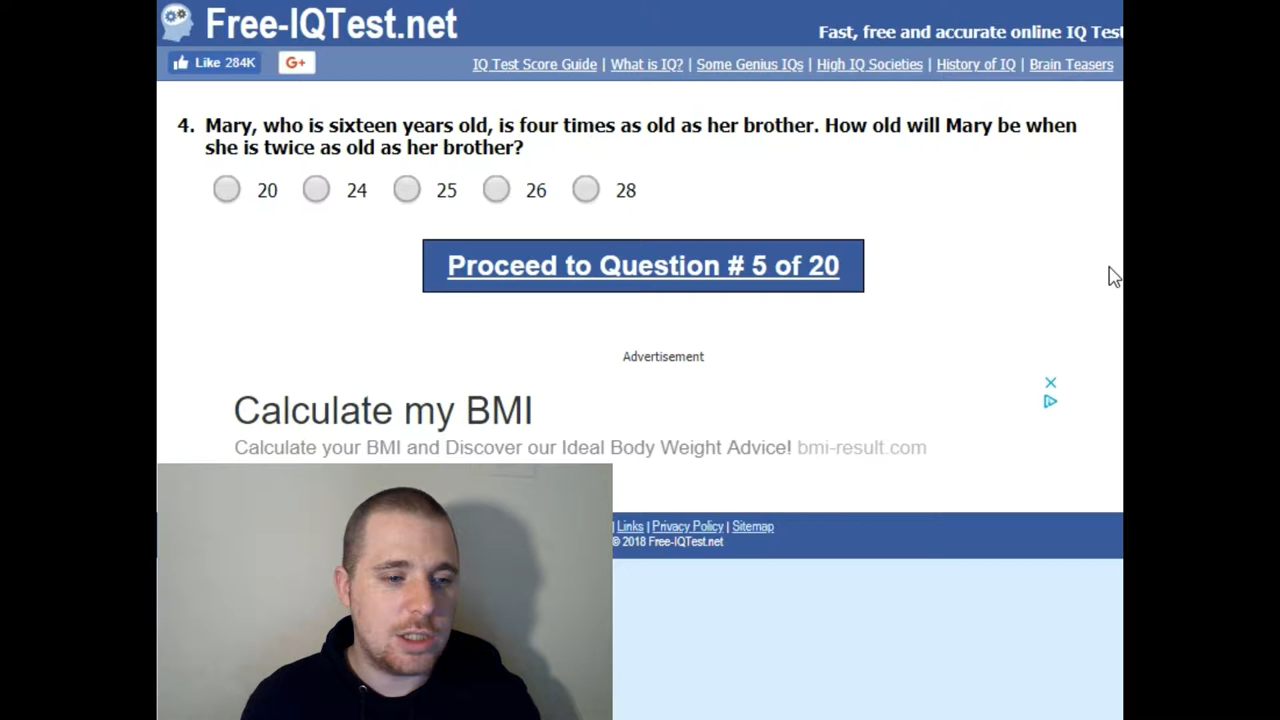 Free-IQTest.net
Fast, free and accurate online IQ Test
Like 284K
G+
IQ Test Score Guide | What is IQ? | Some Genius IQs | High IQ Societies | History of IQ | Brain Teasers
4. Mary, who is sixteen years old, is four times as old as her brother. How old will Mary be when
she is twice as old as her brother?
20 24 25 26 28
Proceed to Question # 5 of 20
Advertisement
Calculate my BMI
Calculate your BMI and Discover our Ideal Body Weight Advice! bmi-result.com
| Links | Privacy Policy | Sitemap
© 2018 Free-IQTest.net